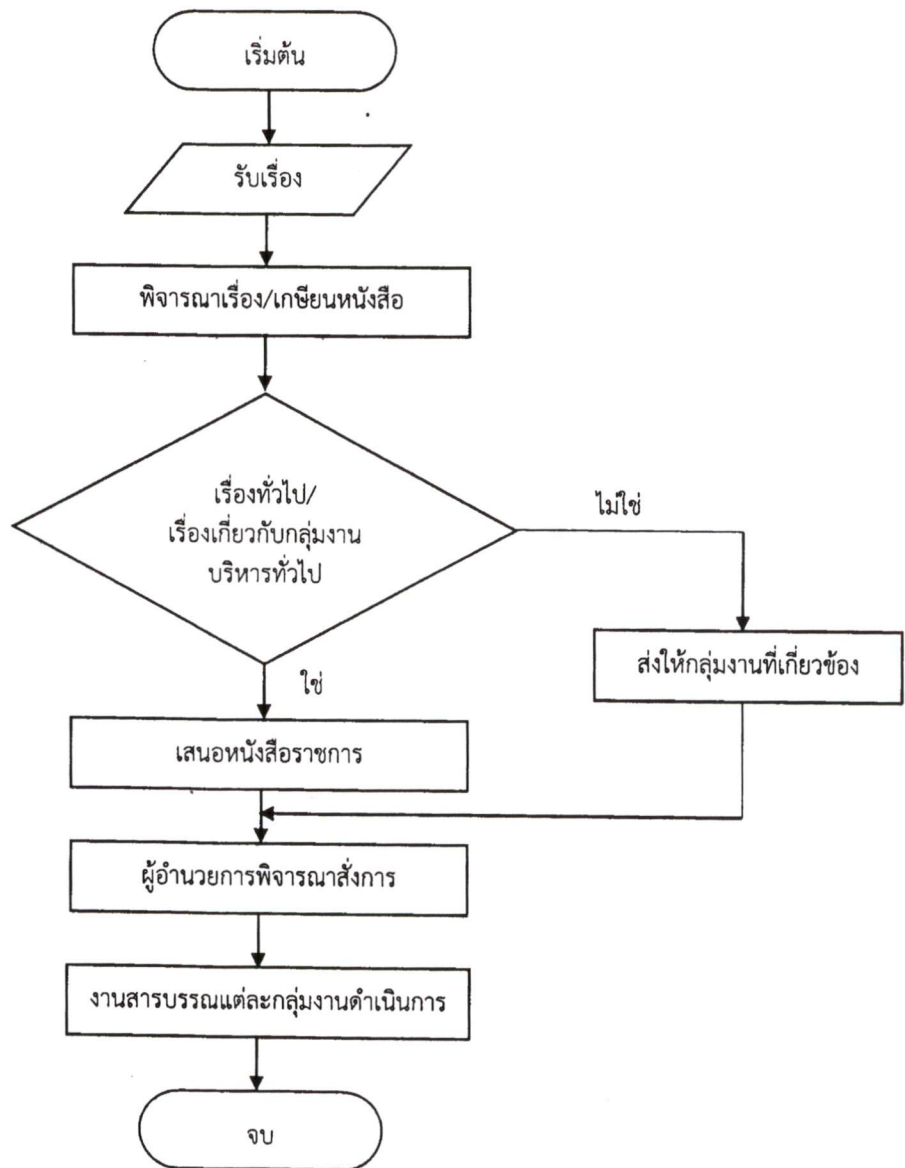 เริ่มต้น
รับเรื่อง
พิจารณาเรื่อง/เกษียนหนังสือ
เรื่องทั่วไป/
เรื่องเกี่ยวกับกลุ่มงาน
บริหารทั่วไป
ไม่ใช่
ส่งให้กลุ่มงานที่เกี่ยวข้อง
ใช่
เสนอหนังสือราชการ
ผู้อำนวยการพิจารณาสั่งการ
งานสารบรรณแต่ละกลุ่มงานดำเนินการ
จบ